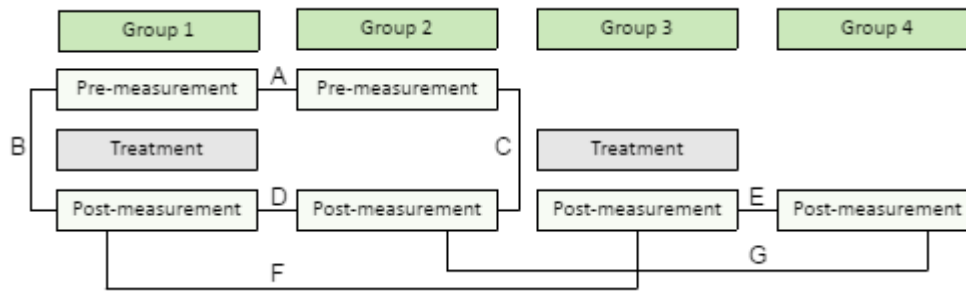 Group 1 Group 2 Group 3 Group 4
A
Pre-measurement Pre-measurement
B Treatment C Treatment
D E
Post-measurement Post-measurement Post-measurement Post-measurement
G
F